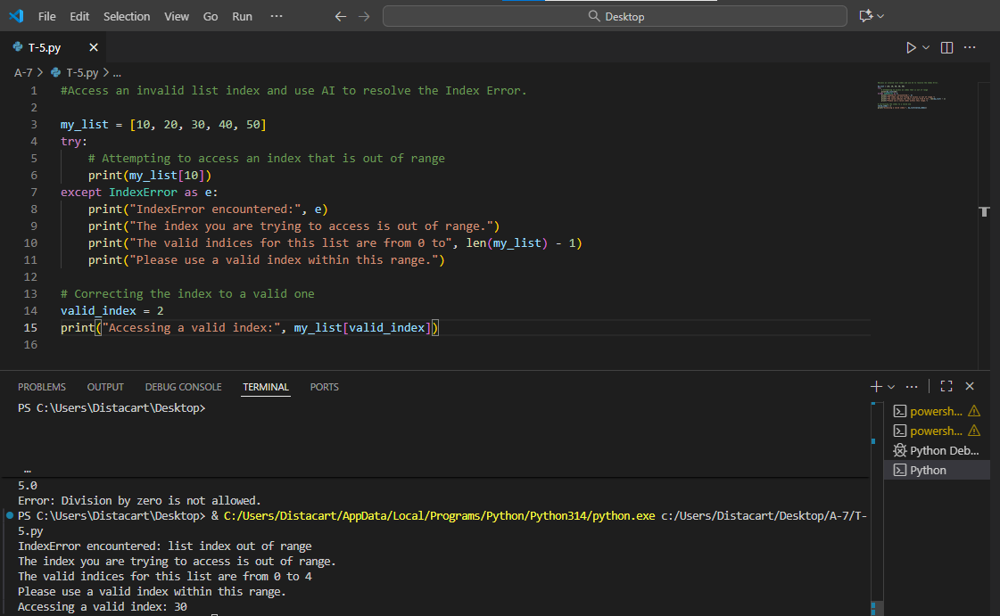 File Edit Selection View Go Run ···
Desktop
T-5.py
A-7 > T-5.py > ...
1 #Access an invalid list index and use AI to resolve the Index Error.
2
3 my_list = [10, 20, 30, 40, 50]
4 try:
5     # Attempting to access an index that is out of range
6     print(my_list[10])
7 except IndexError as e:
8     print("IndexError encountered:", e)
9     print("The index you are trying to access is out of range.")
10     print("The valid indices for this list are from 0 to", len(my_list) - 1)
11     print("Please use a valid index within this range.")
12
13 # Correcting the index to a valid one
14 valid_index = 2
15 print("Accessing a valid index:", my_list[valid_index])
16
PROBLEMS OUTPUT DEBUG CONSOLE TERMINAL PORTS
PS C:\Users\Distacart\Desktop>
powersh...
powersh...
Python Deb...
Python
...
5.0
Error: Division by zero is not allowed.
PS C:\Users\Distacart\Desktop> & C:/Users/Distacart/AppData/Local/Programs/Python/Python314/python.exe c:/Users/Distacart/Desktop/A-7/T-
5.py
IndexError encountered: list index out of range
The index you are trying to access is out of range.
The valid indices for this list are from 0 to 4
Please use a valid index within this range.
Accessing a valid index: 30